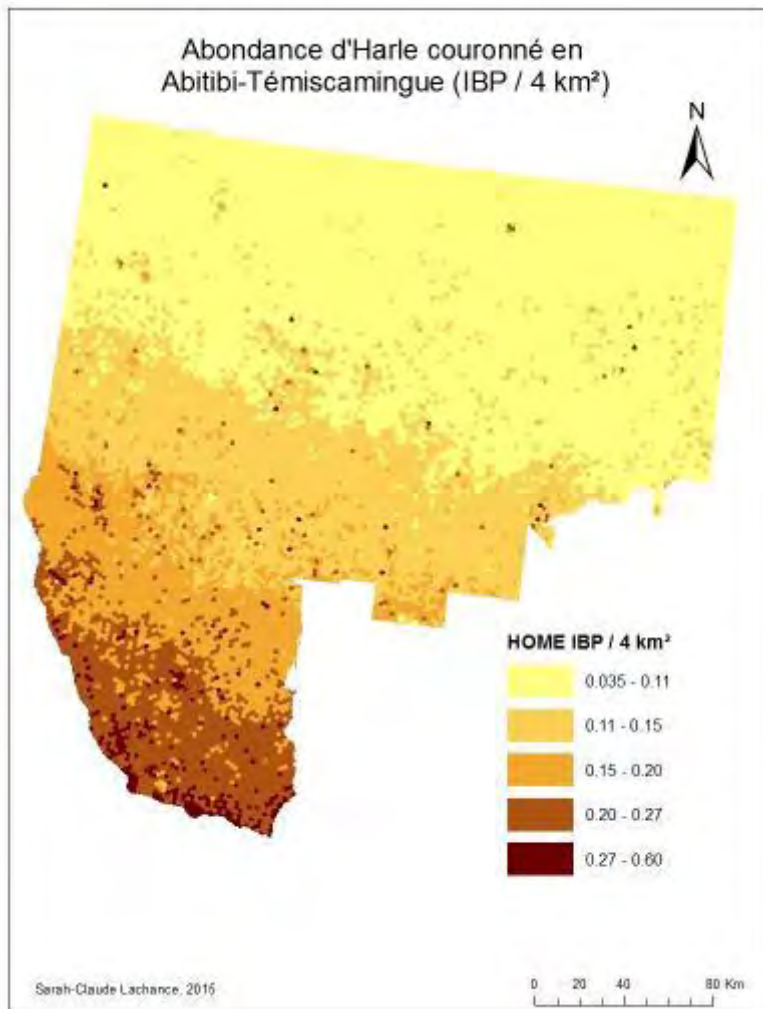 Abondance d'Harle couronné en
Abitibi-Témiscamingue (IBP / 4 km²)
N
HOME IBP / 4 km²
0.035 - 0.11
0.11 - 0.15
0.15 - 0.20
0.20 - 0.27
0.27 - 0.60
Sarah-Claude Lachance, 2016
0 20 40 80 Km